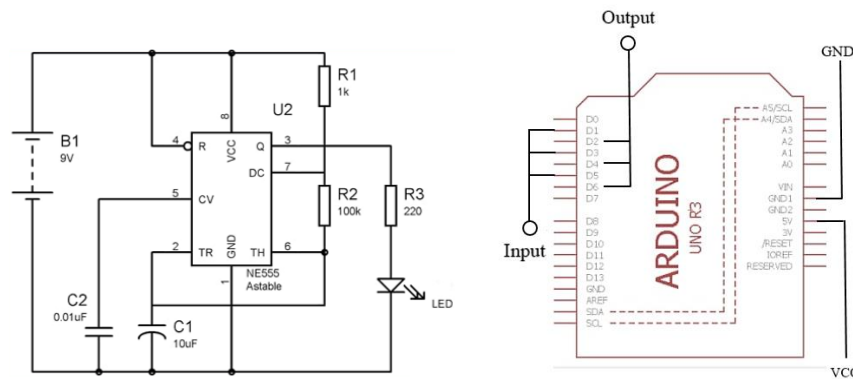 B1
9V
C2
0.01uF
C1
10uF
4
5
2
8
1
3
7
6
R
CV
TR
VCC
GND
Q
DC
TH
U2
NE555
Astable
R1
1k
R2
100k
R3
220
LED
Output
Input
GND
VCC
D0
D1
D2
D3
D4
D5
D6
D7
D8
D9
D10
D11
D12
D13
GND
AREF
SDA
SCL
ARDUINO
UNO R3
A5/SCL
A4/SDA
A3
A2
A1
A0
VIN
GND1
GND2
5V
3V
/RESET
IOREF
RESERVED